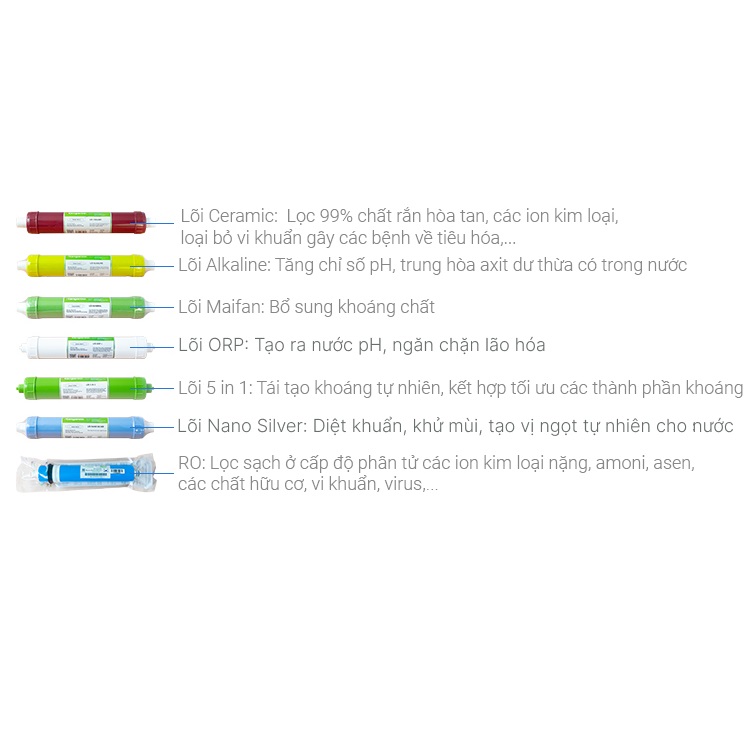 Lõi Ceramic: Lọc 99% chất rắn hòa tan, các ion kim loại,
loại bỏ vi khuẩn gây các bệnh về tiêu hóa,...
Lõi Alkaline: Tăng chỉ số pH, trung hòa axit dư thừa có trong nước
Lõi Maifan: Bổ sung khoáng chất
Lõi ORP: Tạo ra nước pH, ngăn chặn lão hóa
Lõi 5 in 1: Tái tạo khoáng tự nhiên, kết hợp tối ưu các thành phần khoáng
Lõi Nano Silver: Diệt khuẩn, khử mùi, tạo vị ngọt tự nhiên cho nước
RO: Lọc sạch ở cấp độ phân tử các ion kim loại nặng, amoni, asen,
các chất hữu cơ, vi khuẩn, virus,...